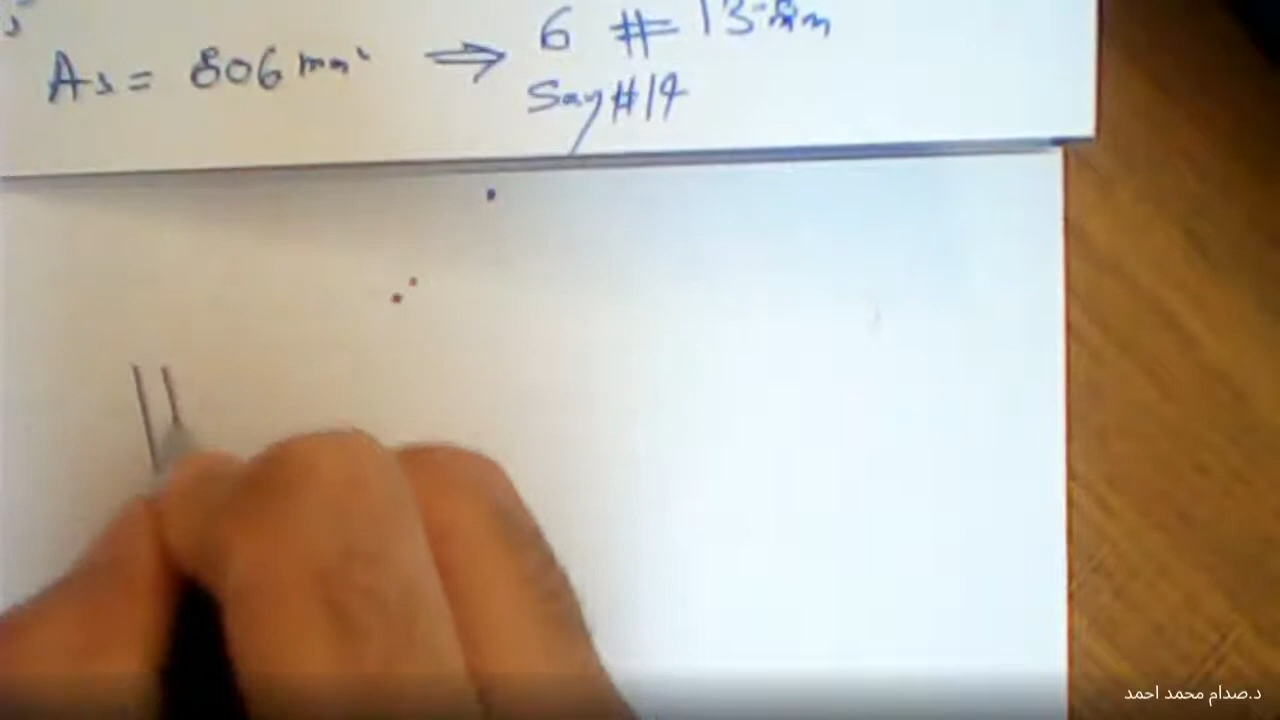 As = 806 mm² ⇒ 6 # 13 mm
Say #14
د.صدام محمد احمد